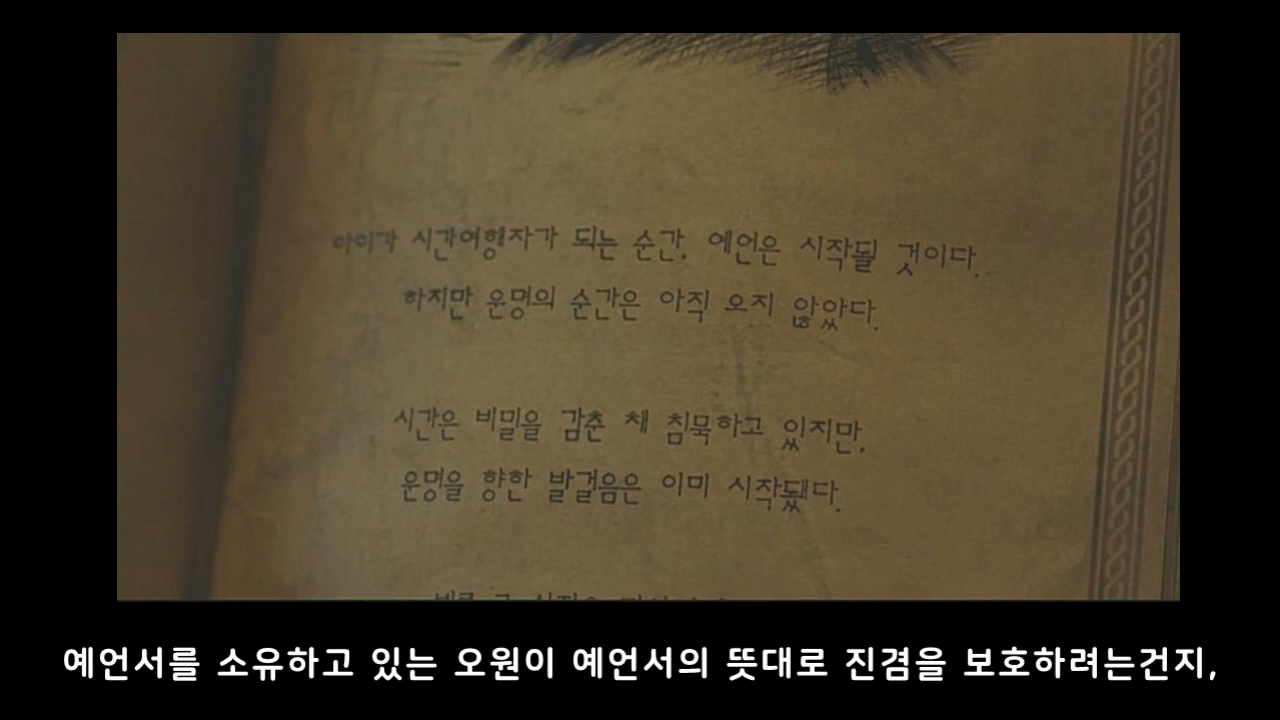 아이가 시간여행자가 되는 순간, 예언은 시작될 것이다.
하지만 운명의 순간은 아직 오지 않았다.
시간은 비밀을 감춘 채 침묵하고 있지만,
운명을 향한 발걸음은 이미 시작됐다.
예언서를 소유하고 있는 오원이 예언서의 뜻대로 진겸을 보호하려는건지,